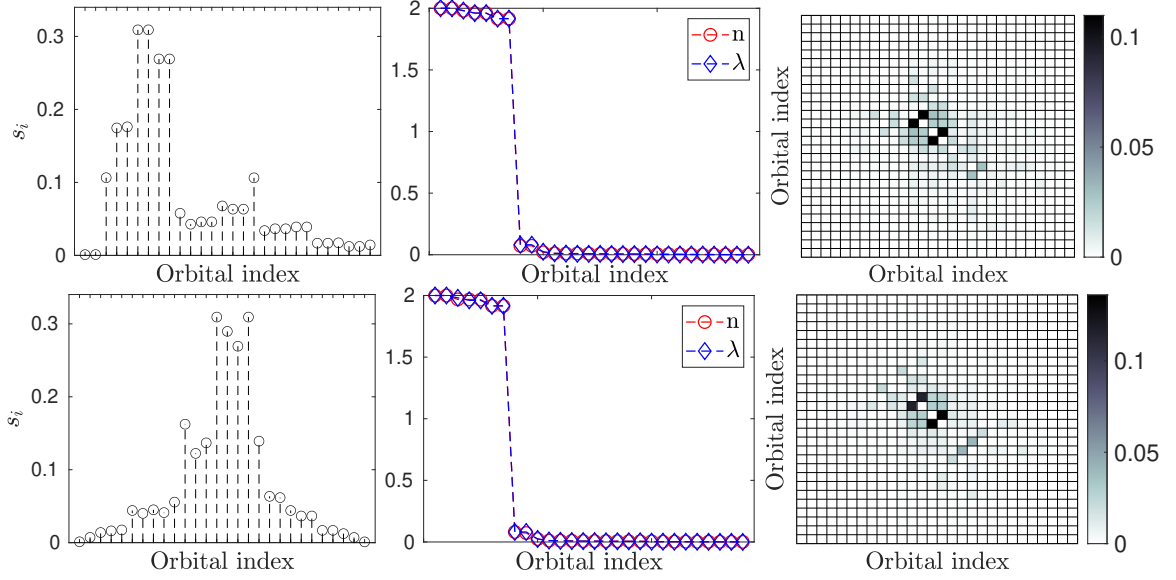 0.3
0.2
0.1
0
s_i
Orbital index
2
1.5
1
0.5
0
n
λ
Orbital index
Orbital index
Orbital index
0.1
0.05
0
0.3
0.2
0.1
0
s_i
Orbital index
2
1.5
1
0.5
0
n
λ
Orbital index
Orbital index
Orbital index
0.1
0.05
0